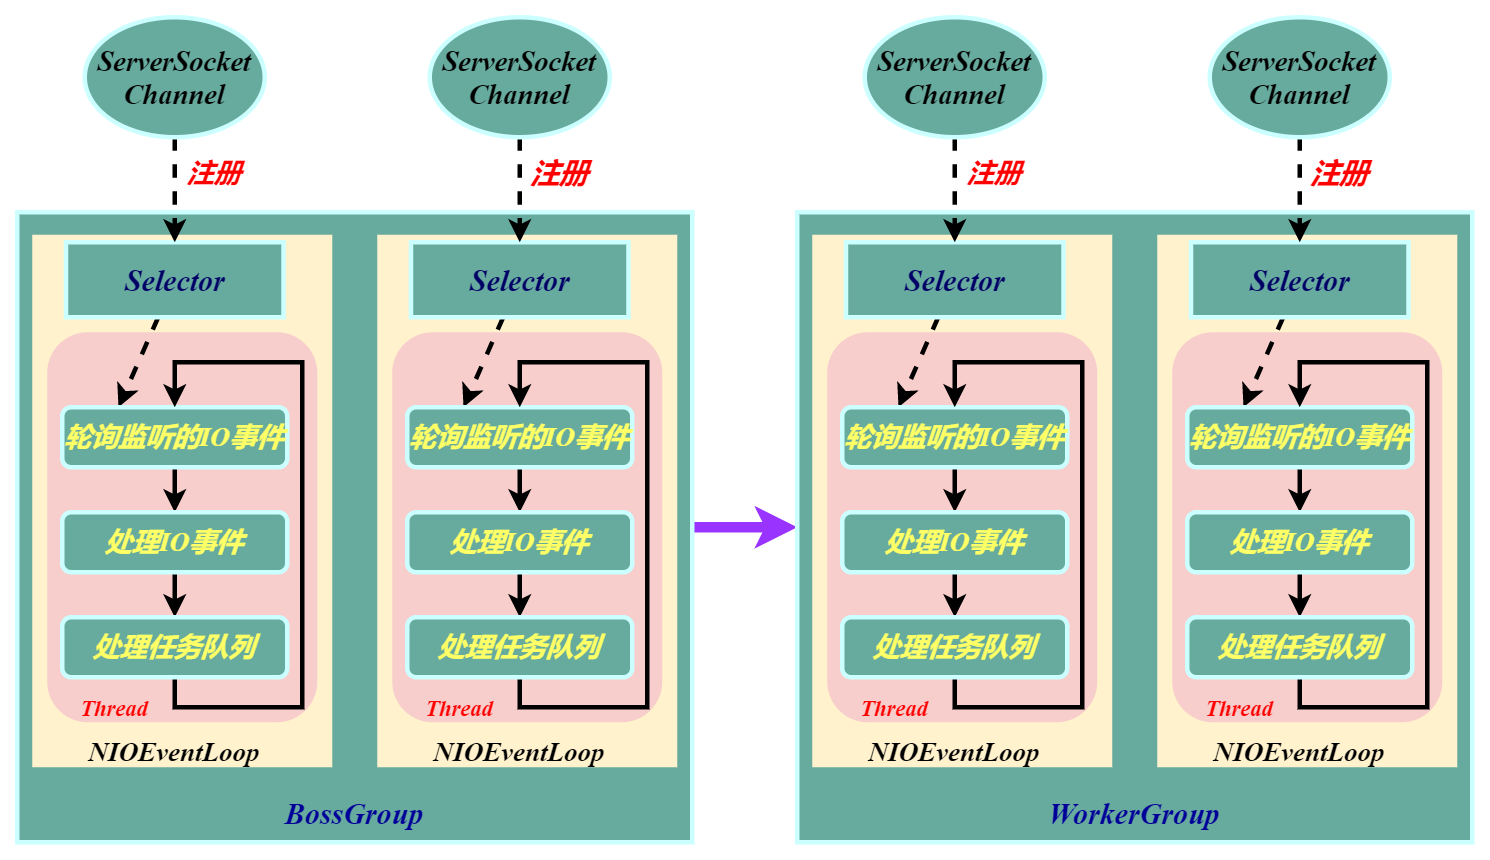 ServerSocket
Channel
ServerSocket
Channel
ServerSocket
Channel
ServerSocket
Channel
注册
注册
注册
注册
Selector
Selector
Selector
Selector
轮询监听的IO事件
轮询监听的IO事件
轮询监听的IO事件
轮询监听的IO事件
处理IO事件
处理IO事件
处理IO事件
处理IO事件
处理任务队列
处理任务队列
处理任务队列
处理任务队列
Thread
Thread
Thread
Thread
NIOEventLoop
NIOEventLoop
NIOEventLoop
NIOEventLoop
BossGroup
WorkerGroup